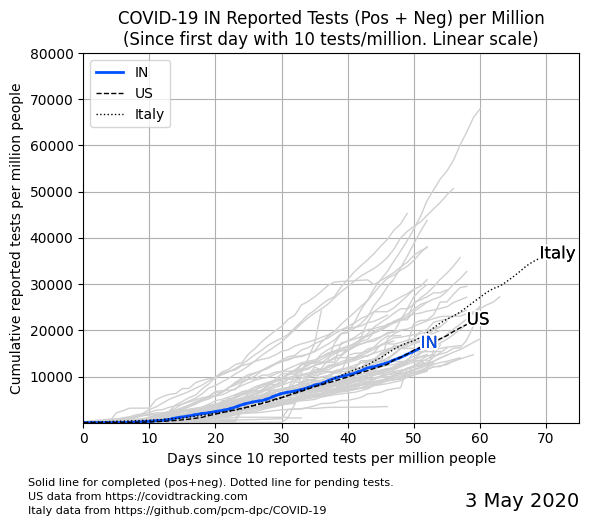 COVID-19 IN Reported Tests (Pos + Neg) per Million
(Since first day with 10 tests/million. Linear scale)
Cumulative reported tests per million people
80000
70000
60000
50000
40000
30000
20000
10000
IN
US
Italy
Italy
US
IN
0 10 20 30 40 50 60 70
Days since 10 reported tests per million people
Solid line for completed (pos+neg). Dotted line for pending tests.
US data from https://covidtracking.com
Italy data from https://github.com/pcm-dpc/COVID-19
3 May 2020